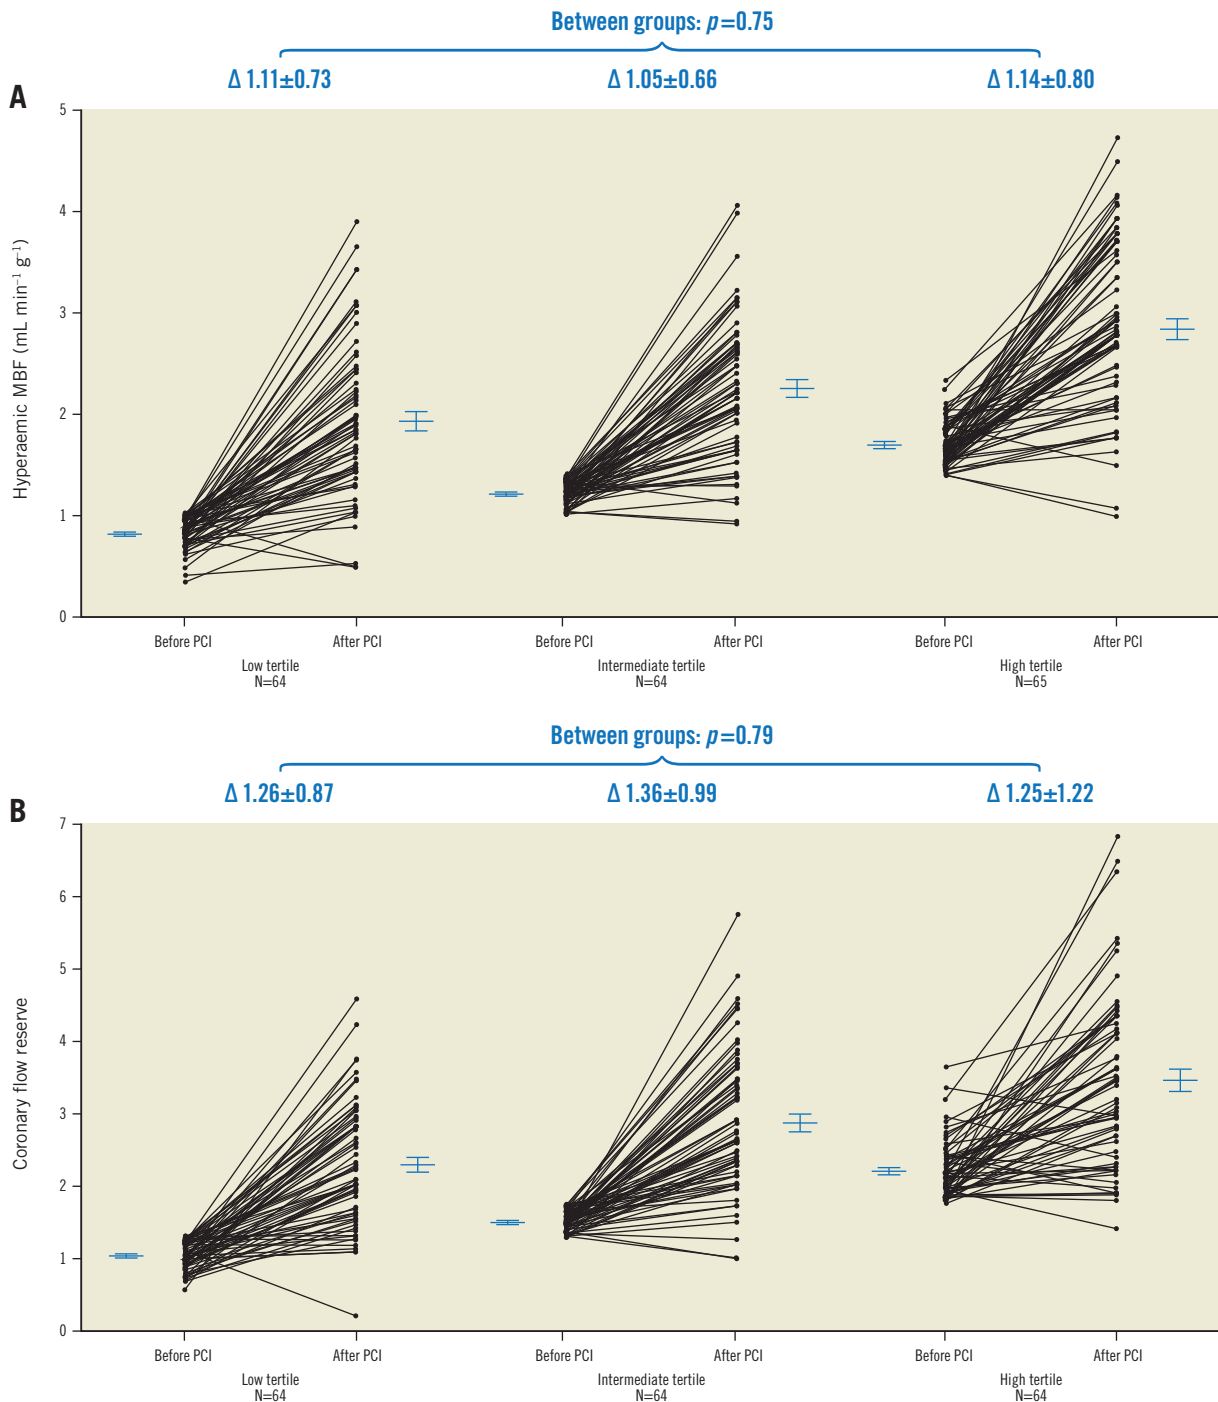 Between groups: p=0.75
Δ 1.11±0.73 Δ 1.05±0.66 Δ 1.14±0.80
A
5
4
3
2
1
0
Hyperaemic MBF (mL min⁻¹ g⁻¹)
Before PCI After PCI Before PCI After PCI Before PCI After PCI
Low tertile Intermediate tertile High tertile
N=64 N=64 N=65
Between groups: p=0.79
Δ 1.26±0.87 Δ 1.36±0.99 Δ 1.25±1.22
B
7
6
5
4
3
2
1
0
Coronary flow reserve
Before PCI After PCI Before PCI After PCI Before PCI After PCI
Low tertile Intermediate tertile High tertile
N=64 N=64 N=64